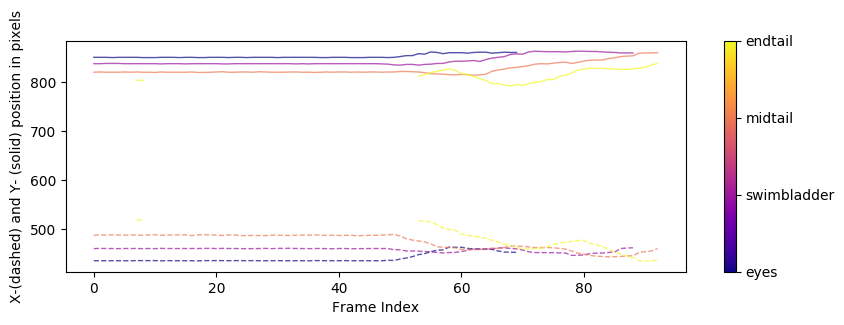 X-(dashed) and Y- (solid) position in pixels
800
700
600
500
0
20
40
60
80
Frame Index
endtail
midtail
swimbladder
eyes